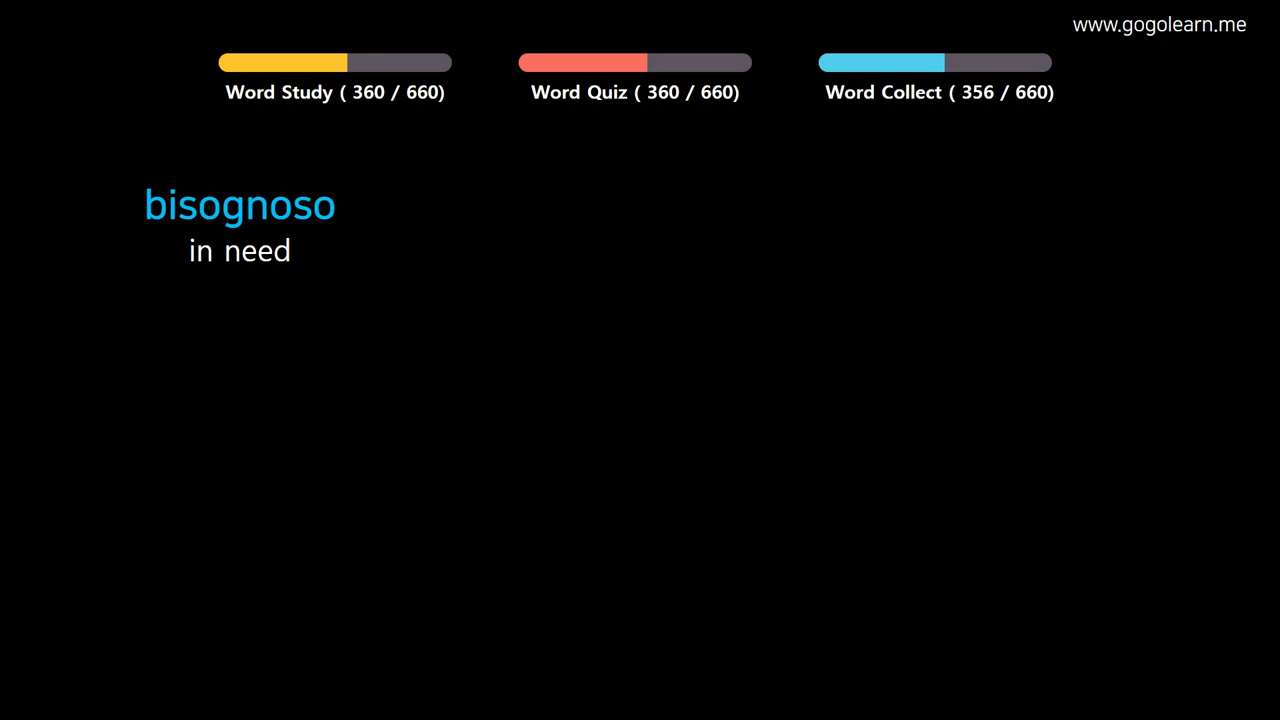 www.gogolearn.me
Word Study ( 360 / 660)
Word Quiz ( 360 / 660)
Word Collect ( 356 / 660)
bisognoso
in need